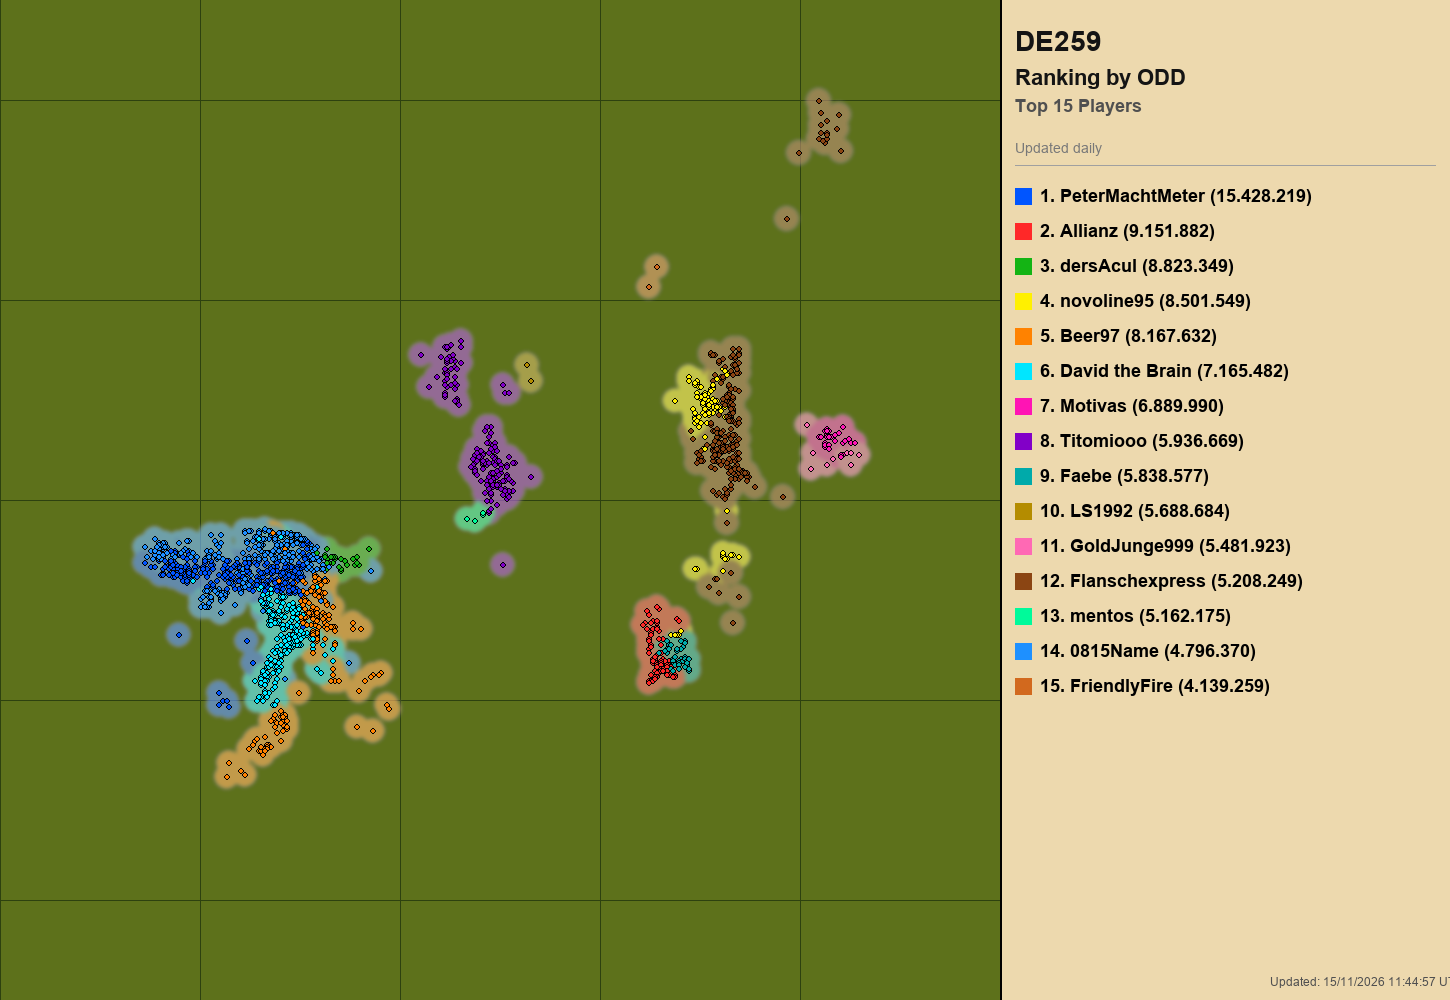 DE259
Ranking by ODD
Top 15 Players
Updated daily
1. PeterMachtMeter (15.428.219)
2. Allianz (9.151.882)
3. dersAcul (8.823.349)
4. novoline95 (8.501.549)
5. Beer97 (8.167.632)
6. David the Brain (7.165.482)
7. Motivas (6.889.990)
8. Titomiooo (5.936.669)
9. Faebe (5.838.577)
10. LS1992 (5.688.684)
11. GoldJunge999 (5.481.923)
12. Flanschexpress (5.208.249)
13. mentos (5.162.175)
14. 0815Name (4.796.370)
15. FriendlyFire (4.139.259)
Updated: 15/11/2026 11:44:57